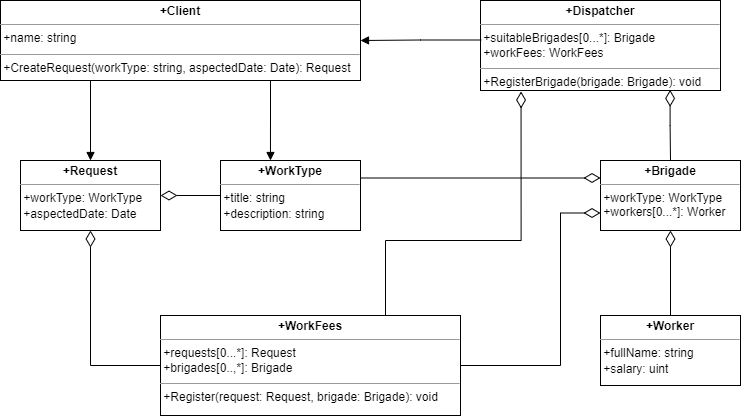 +Client
+name: string
+CreateRequest(workType: string, aspectedDate: Date): Request
+Dispatcher
+suitableBrigades[0...*]: Brigade
+workFees: WorkFees
+RegisterBrigade(brigade: Brigade): void
+Request
+workType: WorkType
+aspectedDate: Date
+WorkType
+title: string
+description: string
+Brigade
+workType: WorkType
+workers[0...*]: Worker
+WorkFees
+requests[0...*]: Request
+brigades[0..,*]: Brigade
+Register(request: Request, brigade: Brigade): void
+Worker
+fullName: string
+salary: uint